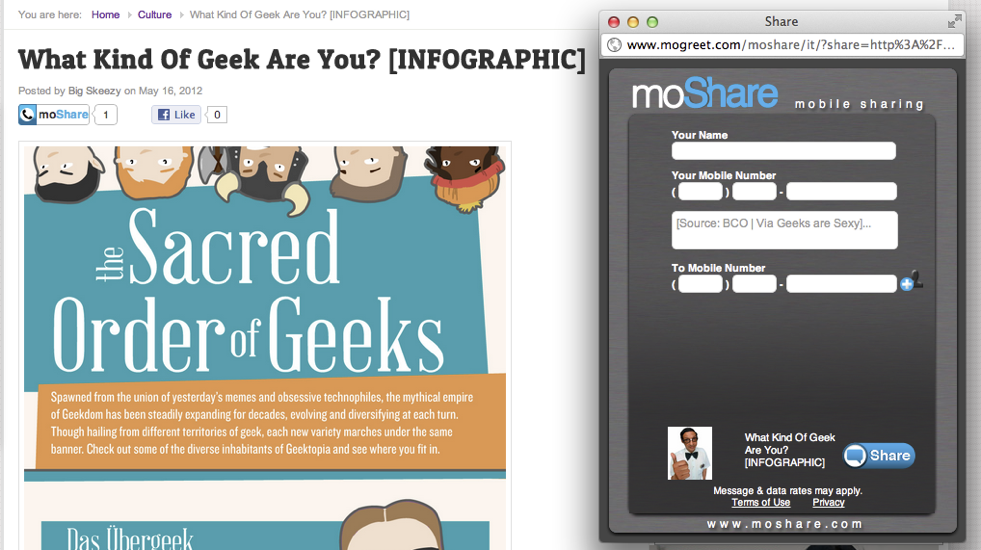 You are here: Home › Culture › What Kind Of Geek Are You? [INFOGRAPHIC]
What Kind Of Geek Are You? [INFOGRAPHIC]
Posted by Big Skeezy on May 16, 2012
moShare 1 Like 0
the Sacred
Order of Geeks
Spawned from the union of yesterday's memes and obsessive technophiles, the mythical empire
of Geekdom has been steadily expanding for decades, evolving and diversifying at each turn.
Though hailing from different territories of geek, each new variety marches under the same
banner. Check out some of the diverse inhabitants of Geektopia and see where you fit in.
Das Übergeek
Share
www.mogreet.com/moshare/it/?share=http%3A%2F...
moShare mobile sharing
Your Name
Your Mobile Number
( ) -
[Source: BCO | Via Geeks are Sexy]...
To Mobile Number
( ) -
What Kind Of Geek
Are You?
[INFOGRAPHIC]
Share
Message & data rates may apply.
Terms of Use Privacy
www.moshare.com